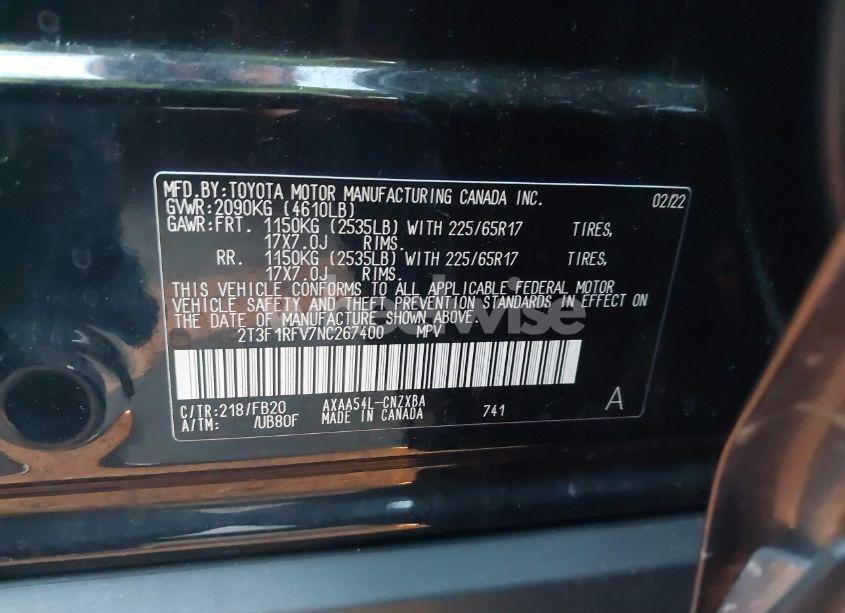 MFD.BY:TOYOTA MOTOR MANUFACTURING CANADA INC. 02/22
GVWR:2090KG (4610LB)
GAWR:FRT. 1150KG (2535LB) WITH 225/65R17 TIRES,
17X7.0J RIMS.
RR. 1150KG (2535LB) WITH 225/65R17 TIRES,
17X7.0J RIMS.
THIS VEHICLE CONFORMS TO ALL APPLICABLE FEDERAL MOTOR
VEHICLE SAFETY AND THEFT PREVENTION STANDARDS IN EFFECT ON
THE DATE OF MANUFACTURE SHOWN ABOVE.
2T3F1RFV7NC267400 MPV
C/TR:218/FB20 AXAA54L-CNZXBA
A/TM: /UB80F MADE IN CANADA 741 A